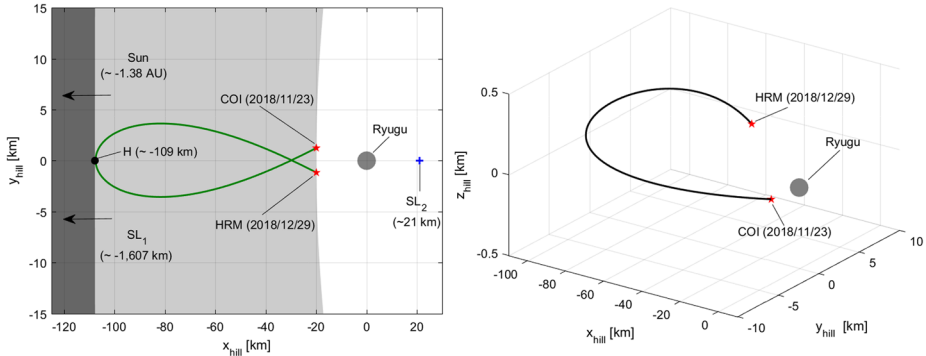 15
10
5
0
-5
-10
-15
y_hill [km]
-120
-100
-80
-60
-40
-20
0
20
x_hill [km]
Sun
(~ -1.38 AU)
COI (2018/11/23)
Ryugu
H (~ -109 km)
HRM (2018/12/29)
SL_2
(~21 km)
SL_1
(~ -1,607 km)
0.5
0
-0.5
z_hill [km]
HRM (2018/12/29)
Ryugu
COI (2018/11/23)
-100
-80
-60
-40
-20
0
x_hill [km]
-10
-5
0
5
10
y_hill [km]